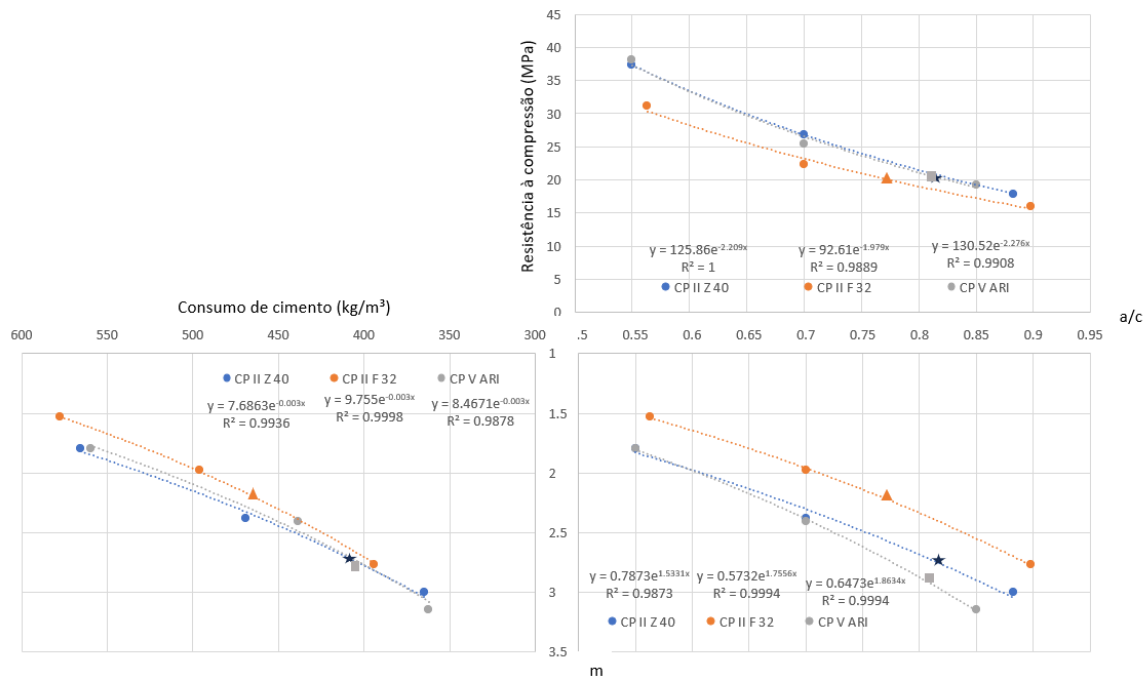 Resistência à compressão (MPa)
45
40
35
30
25
20
15
10
5
0
y = 125.86e^-2.209x
R² = 1
y = 92.61e^-1.979x
R² = 0.9889
y = 130.52e^-2.276x
R² = 0.9908
CP II Z 40 CP II F 32 CP V ARI
Consumo de cimento (kg/m³)
600 550 500 450 400 350 300
.5 0.55 0.6 0.65 0.7 0.75 0.8 0.85 0.9 0.95
a/c
CP II Z 40 CP II F 32 CP V ARI
y = 7.6863e^-0.003x
R² = 0.9936
y = 9.755e^-0.003x
R² = 0.9998
y = 8.4671e^-0.003x
R² = 0.9878
1
1.5
2
2.5
3
3.5
y = 0.7873e^1.5331x
R² = 0.9873
y = 0.5732e^1.7556x
R² = 0.9994
y = 0.6473e^1.8634x
R² = 0.9994
CP II Z 40 CP II F 32 CP V ARI
m